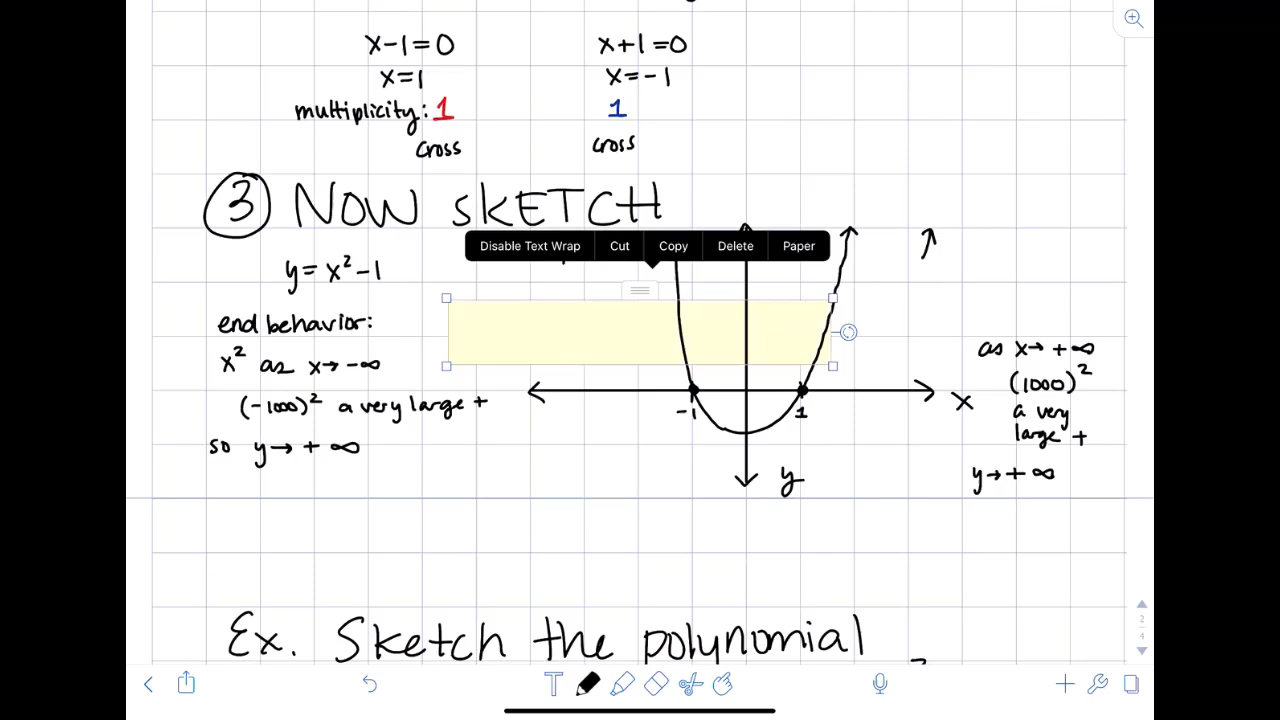 x-1=0 x+1=0
x=1 x=-1
multiplicity: 1 1
cross cross
③ NOW SKETCH
Disable Text Wrap Cut Copy Delete Paper
y=x²-1
end behavior:
x² as x→-∞
(-1000)² a very large +
so y→+∞
-1 1
x
y
as x→+∞
(1000)²
a very
large +
y→+∞
Ex. Sketch the polynomial
2
4
T